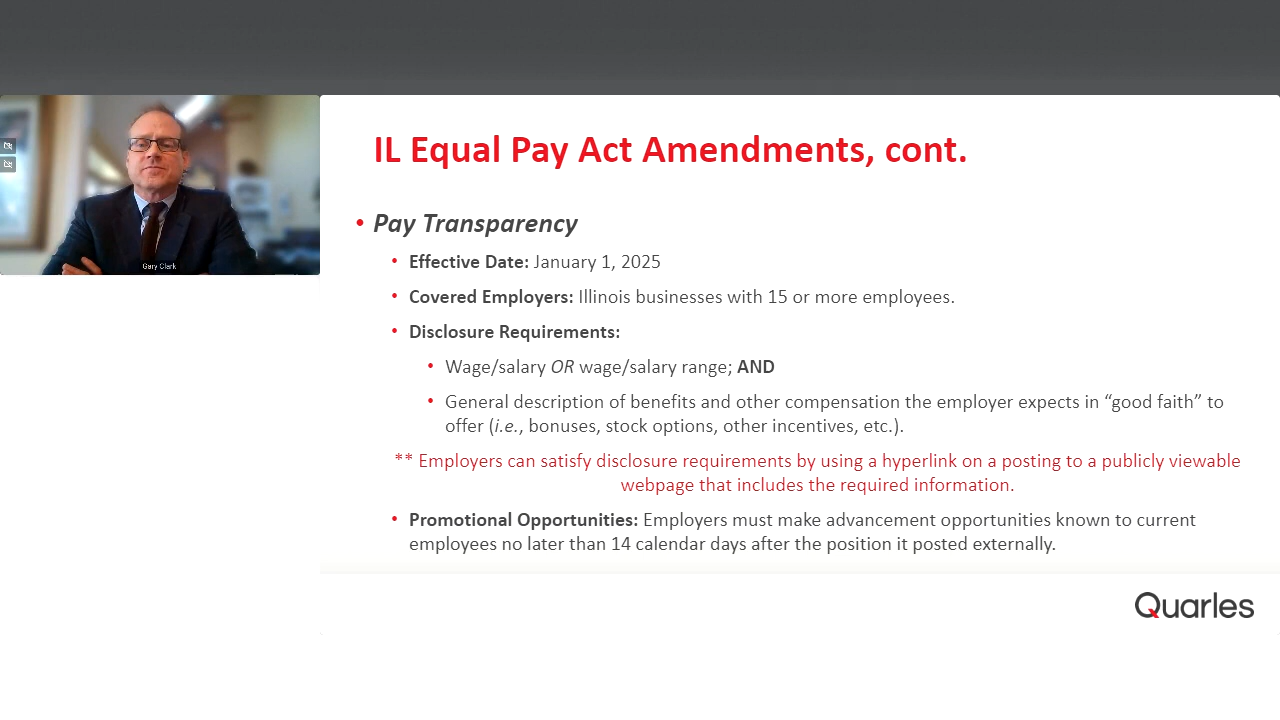 IL Equal Pay Act Amendments, cont.
• Pay Transparency
• Effective Date: January 1, 2025
• Covered Employers: Illinois businesses with 15 or more employees.
• Disclosure Requirements:
• Wage/salary OR wage/salary range; AND
• General description of benefits and other compensation the employer expects in “good faith” to
offer (i.e., bonuses, stock options, other incentives, etc.).
** Employers can satisfy disclosure requirements by using a hyperlink on a posting to a publicly viewable
webpage that includes the required information.
• Promotional Opportunities: Employers must make advancement opportunities known to current
employees no later than 14 calendar days after the position it posted externally.
Gary Clark
Quarles